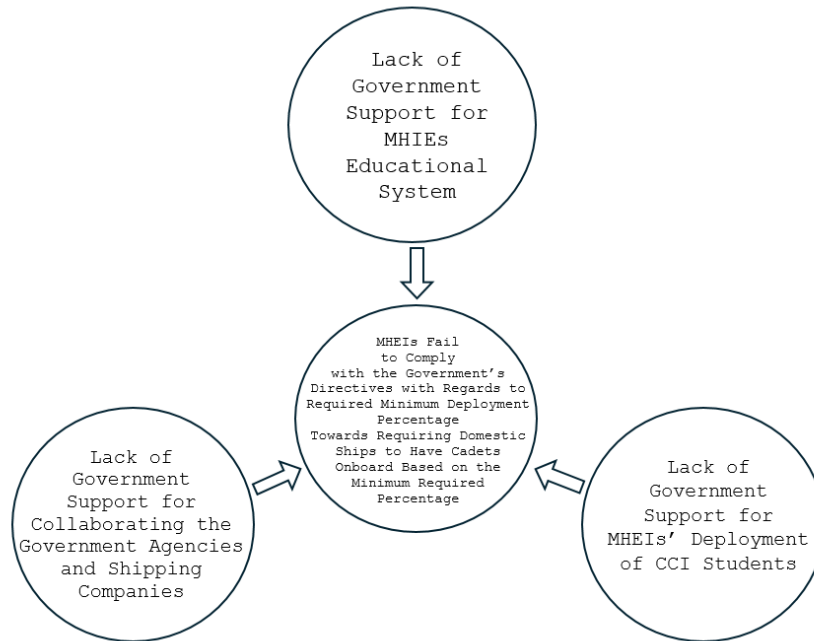 Lack of
Government
Support for
MHIEs
Educational
System
MHEIs Fail
to Comply
with the Government’s
Directives with Regards to
Required Minimum Deployment
Percentage
Towards Requiring Domestic
Ships to Have Cadets
Onboard Based on the
Minimum Required
Percentage
Lack of
Government
Support for
Collaborating the
Government Agencies
and Shipping
Companies
Lack of
Government
Support for
MHEIs’ Deployment
of CCI Students